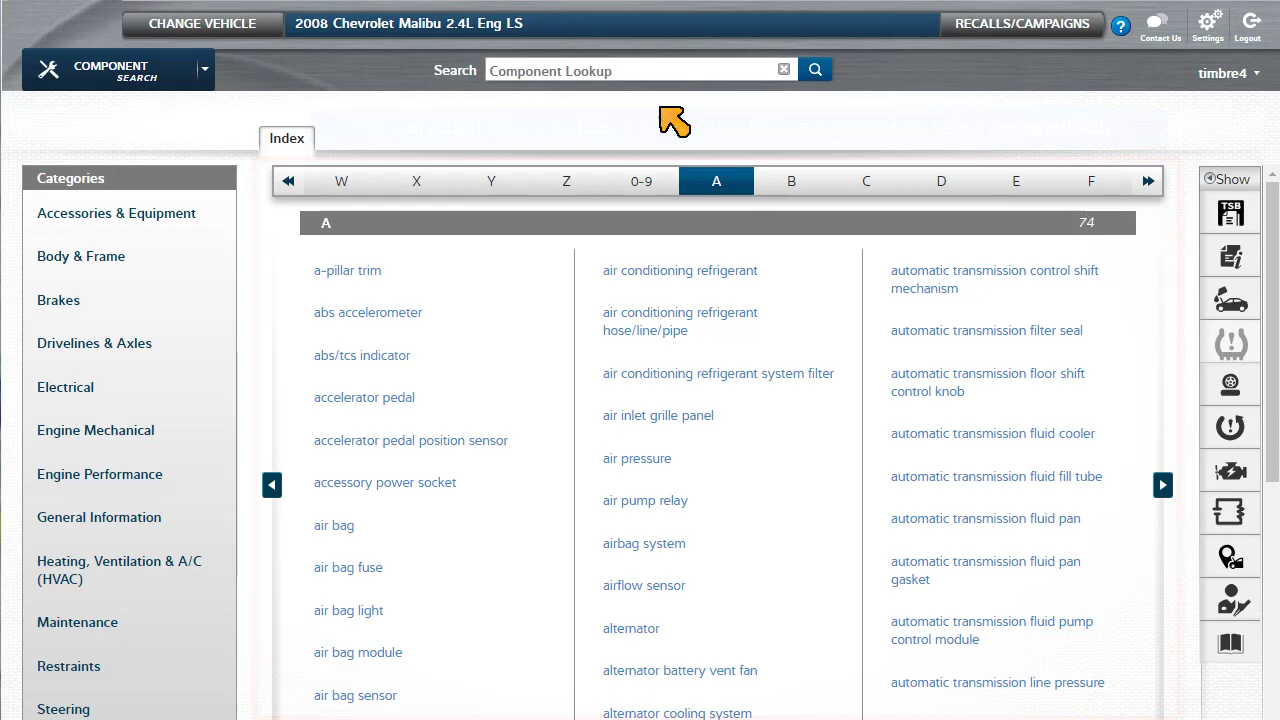 CHANGE VEHICLE
2008 Chevrolet Malibu 2.4L Eng LS
RECALLS/CAMPAIGNS
?
Contact Us
Settings
Logout
COMPONENT
SEARCH
Search
Component Lookup
timbre4
Index
Categories
Accessories & Equipment
Body & Frame
Brakes
Drivelines & Axles
Electrical
Engine Mechanical
Engine Performance
General Information
Heating, Ventilation & A/C
(HVAC)
Maintenance
Restraints
Steering
W X Y Z 0-9 A B C D E F
A 74
a-pillar trim
abs accelerometer
abs/tcs indicator
accelerator pedal
accelerator pedal position sensor
accessory power socket
air bag
air bag fuse
air bag light
air bag module
air bag sensor
air conditioning refrigerant
air conditioning refrigerant
hose/line/pipe
air conditioning refrigerant system filter
air inlet grille panel
air pressure
air pump relay
airbag system
airflow sensor
alternator
alternator battery vent fan
alternator cooling system
automatic transmission control shift
mechanism
automatic transmission filter seal
automatic transmission floor shift
control knob
automatic transmission fluid cooler
automatic transmission fluid fill tube
automatic transmission fluid pan
automatic transmission fluid pan
gasket
automatic transmission fluid pump
control module
automatic transmission line pressure
Show
TSB